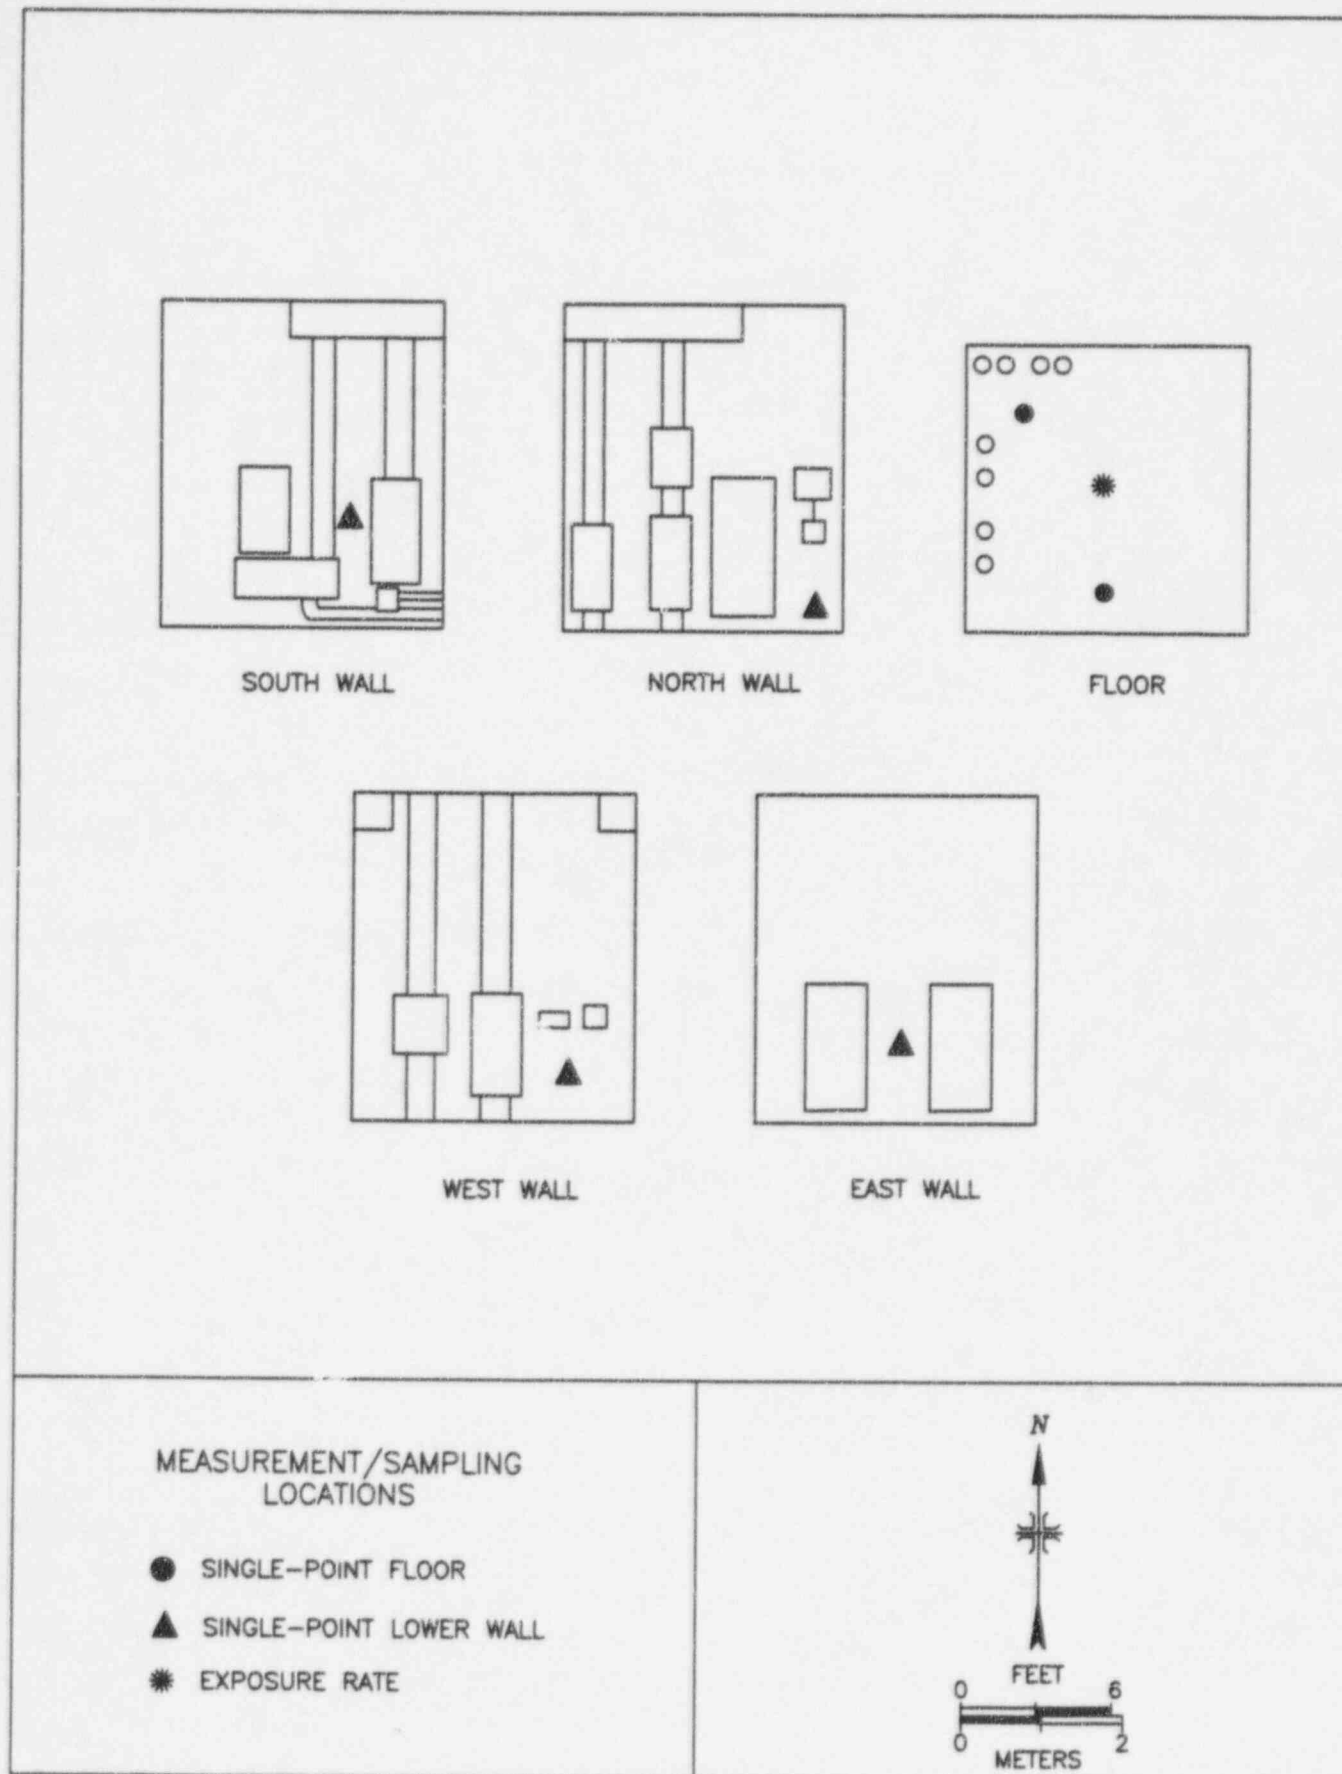 SOUTH WALL
NORTH WALL
FLOOR
WEST WALL
EAST WALL
MEASUREMENT/SAMPLING
LOCATIONS
SINGLE-POINT FLOOR
SINGLE-POINT LOWER WALL
EXPOSURE RATE
N
FEET
0 6
0 2
METERS